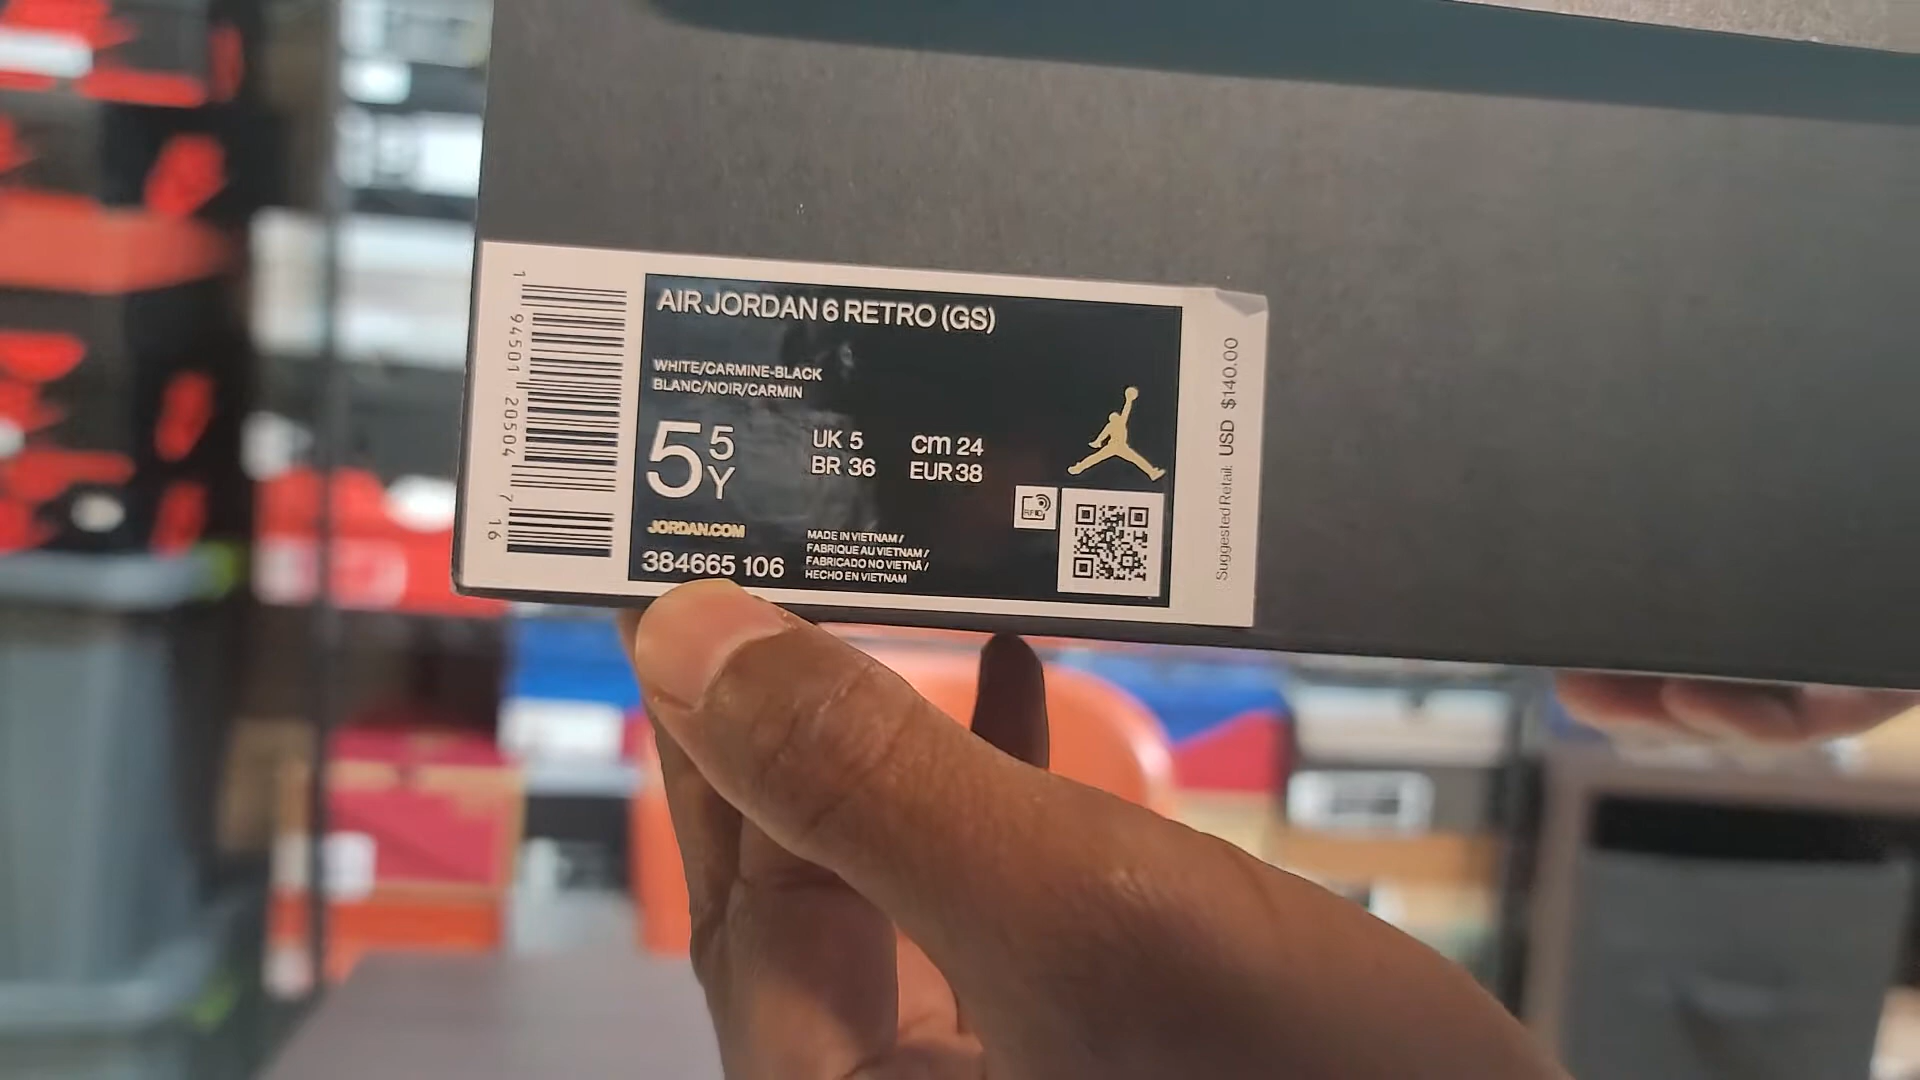 1 94501 20504 7 16
AIR JORDAN 6 RETRO (GS)
WHITE/CARMINE-BLACK
BLANC/NOIR/CARMIN
5 5 Y
UK 5 cm 24
BR 36 EUR 38
RFID
JORDAN.COM
384665 106
MADE IN VIETNAM /
FABRIQUE AU VIETNAM /
FABRICADO NO VIETNÃ /
HECHO EN VIETNAM
Suggested Retail: USD $140.00